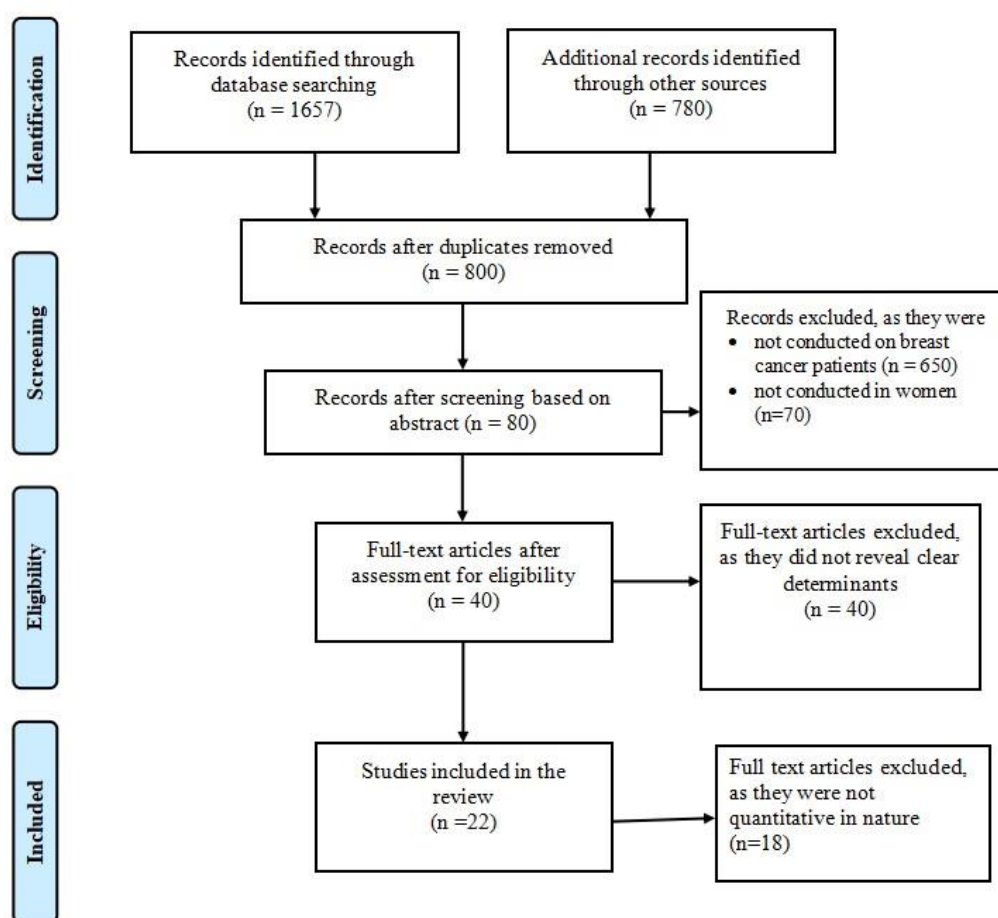 Identification
Records identified through
database searching
(n = 1657)
Additional records identified
through other sources
(n = 780)
Records after duplicates removed
(n = 800)
Screening
Records after screening based on
abstract (n = 80)
Records excluded, as they were
• not conducted on breast
cancer patients (n = 650)
• not conducted in women
(n=70)
Eligibility
Full-text articles after
assessment for eligibility
(n = 40)
Full-text articles excluded,
as they did not reveal clear
determinants
(n = 40)
Included
Studies included in the
review
(n =22)
Full text articles excluded,
as they were not
quantitative in nature
(n=18)